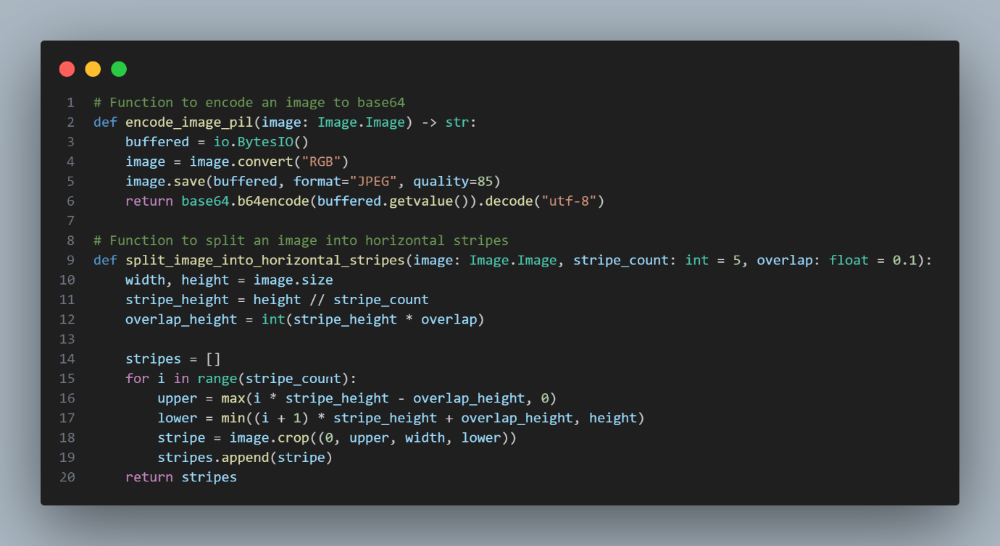 1 # Function to encode an image to base64
2 def encode_image_pil(image: Image.Image) -> str:
3     buffered = io.BytesIO()
4     image = image.convert("RGB")
5     image.save(buffered, format="JPEG", quality=85)
6     return base64.b64encode(buffered.getvalue()).decode("utf-8")
7
8 # Function to split an image into horizontal stripes
9 def split_image_into_horizontal_stripes(image: Image.Image, stripe_count: int = 5, overlap: float = 0.1):
10     width, height = image.size
11     stripe_height = height // stripe_count
12     overlap_height = int(stripe_height * overlap)
13
14     stripes = []
15     for i in range(stripe_count):
16         upper = max(i * stripe_height - overlap_height, 0)
17         lower = min((i + 1) * stripe_height + overlap_height, height)
18         stripe = image.crop((0, upper, width, lower))
19         stripes.append(stripe)
20     return stripes